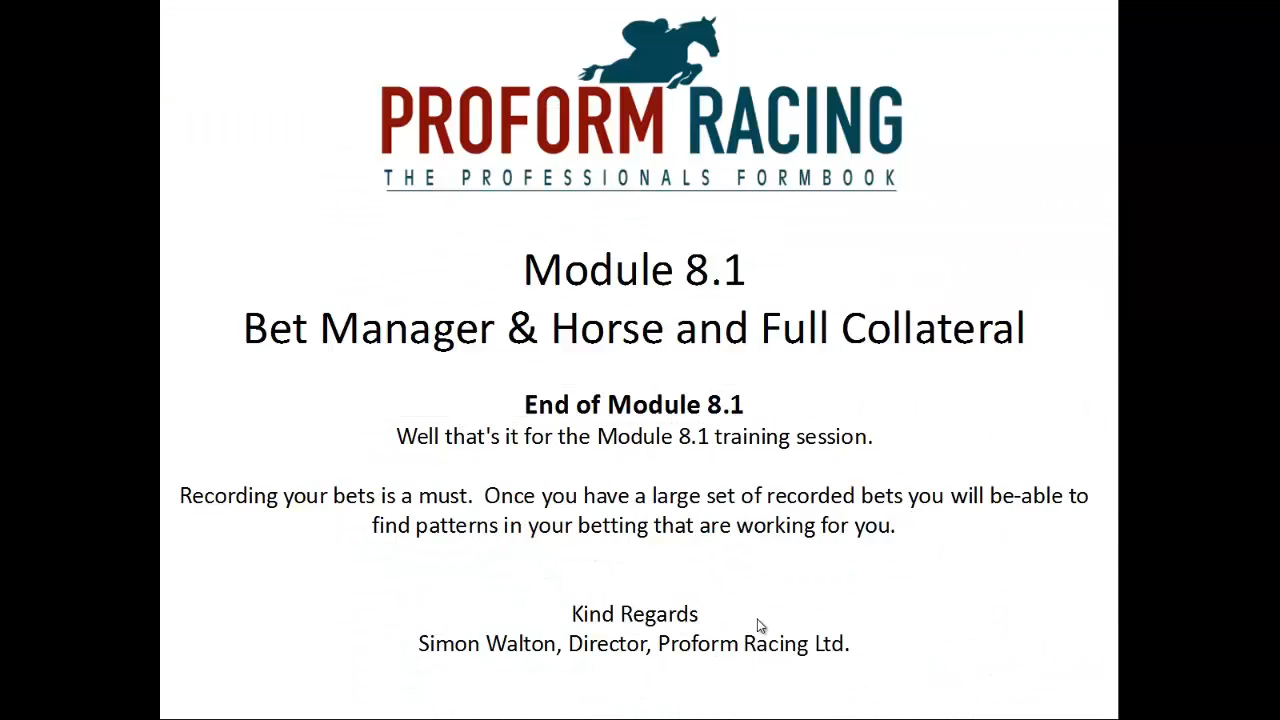 PROFORM RACING
THE PROFESSIONALS FORMBOOK
Module 8.1
Bet Manager & Horse and Full Collateral
End of Module 8.1
Well that's it for the Module 8.1 training session.
Recording your bets is a must.  Once you have a large set of recorded bets you will be-able to
find patterns in your betting that are working for you.
Kind Regards
Simon Walton, Director, Proform Racing Ltd.